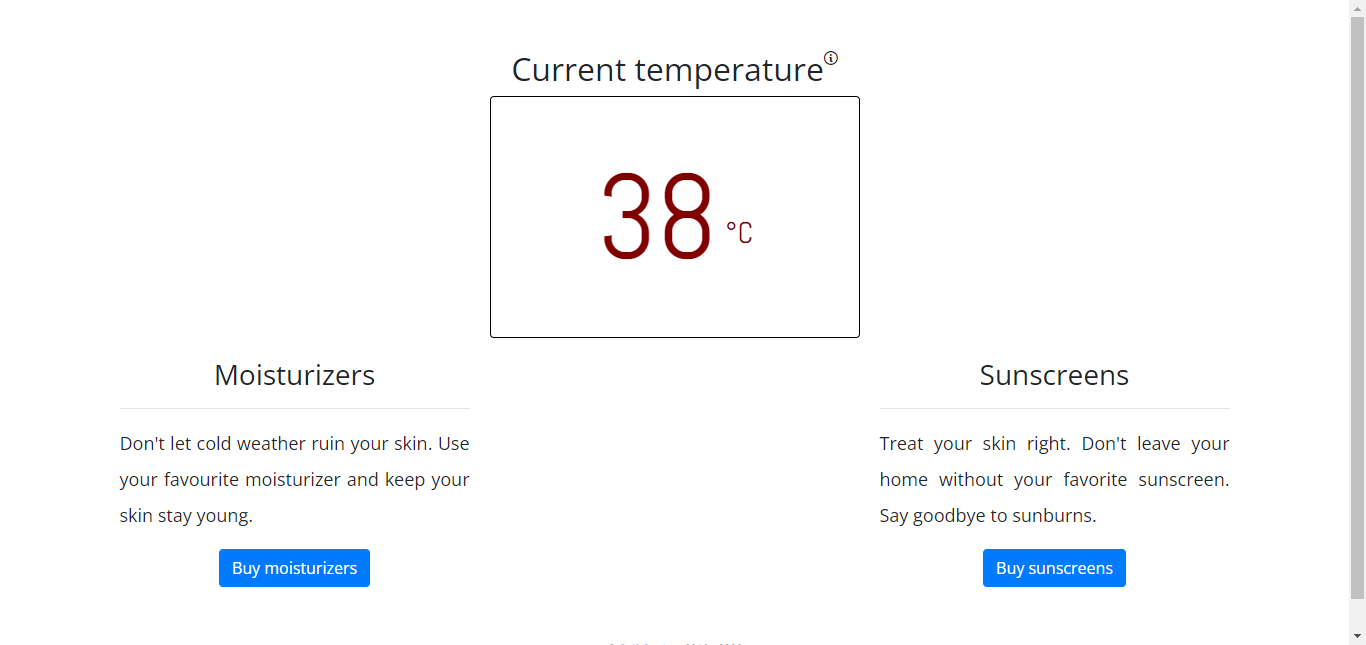 Current temperature
38 °C
Moisturizers
Don't let cold weather ruin your skin. Use
your favourite moisturizer and keep your
skin stay young.
Buy moisturizers
Sunscreens
Treat your skin right. Don't leave your
home without your favorite sunscreen.
Say goodbye to sunburns.
Buy sunscreens